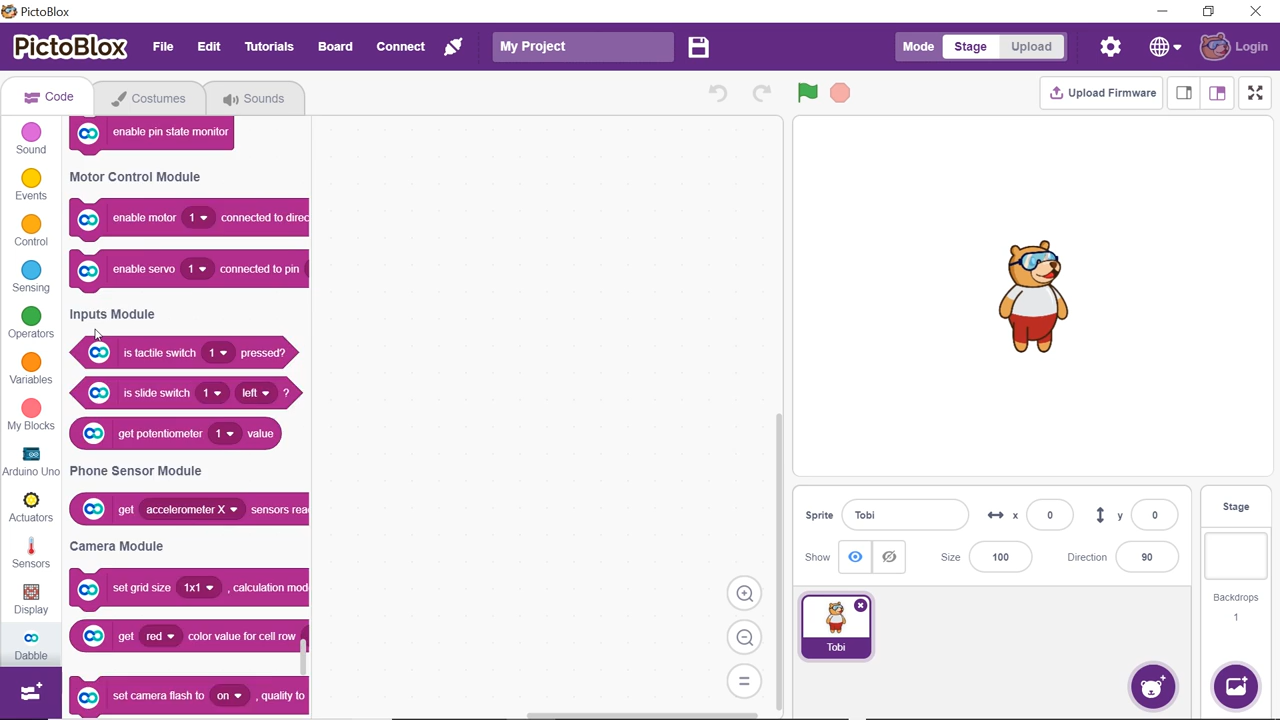 PictoBlox
PictoBlox File Edit Tutorials Board Connect My Project Mode Stage Upload Login
Code Costumes Sounds Upload Firmware
Sound
Events
Control
Sensing
Operators
Variables
My Blocks
Arduino Uno
Actuators
Sensors
Display
Dabble
enable pin state monitor
Motor Control Module
enable motor 1 connected to direc
enable servo 1 connected to pin
Inputs Module
is tactile switch 1 pressed?
is slide switch 1 left ?
get potentiometer 1 value
Phone Sensor Module
get accelerometer X sensors rea
Camera Module
set grid size 1x1 , calculation mod
get red color value for cell row
set camera flash to on , quality to
Sprite Tobi x 0 y 0
Show Size 100 Direction 90
Tobi
Stage
Backdrops
1